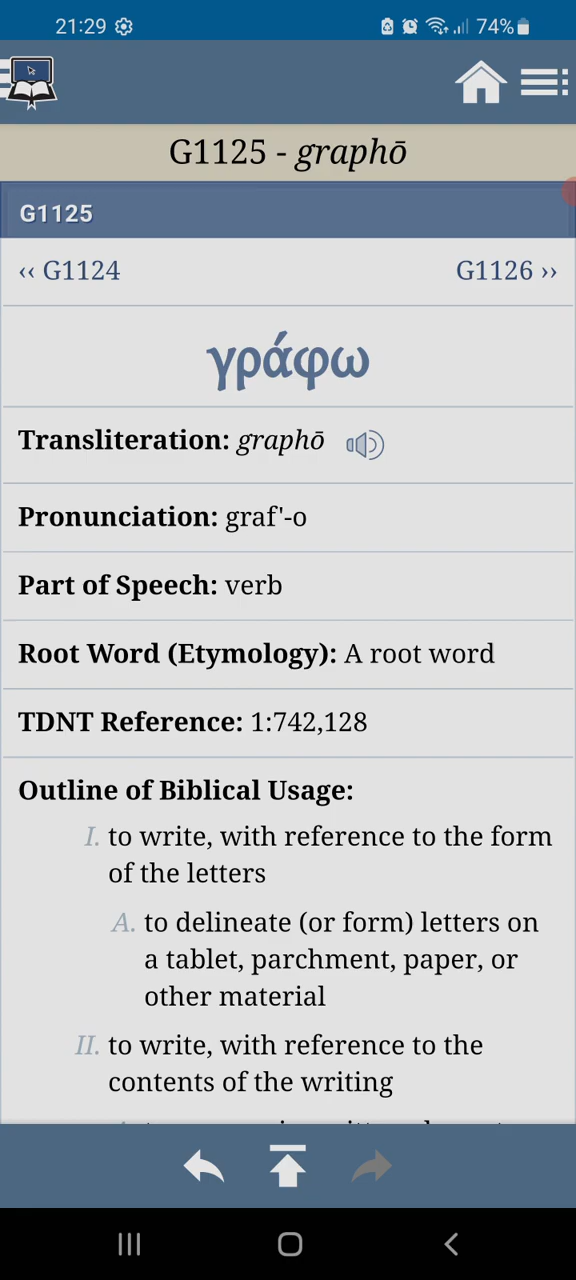 21:29 74%
G1125 - graphō
G1125
‹‹ G1124 G1126 ››
γράφω
Transliteration: graphō
Pronunciation: graf'-o
Part of Speech: verb
Root Word (Etymology): A root word
TDNT Reference: 1:742,128
Outline of Biblical Usage:
I. to write, with reference to the form
of the letters
A. to delineate (or form) letters on
a tablet, parchment, paper, or
other material
II. to write, with reference to the
contents of the writing